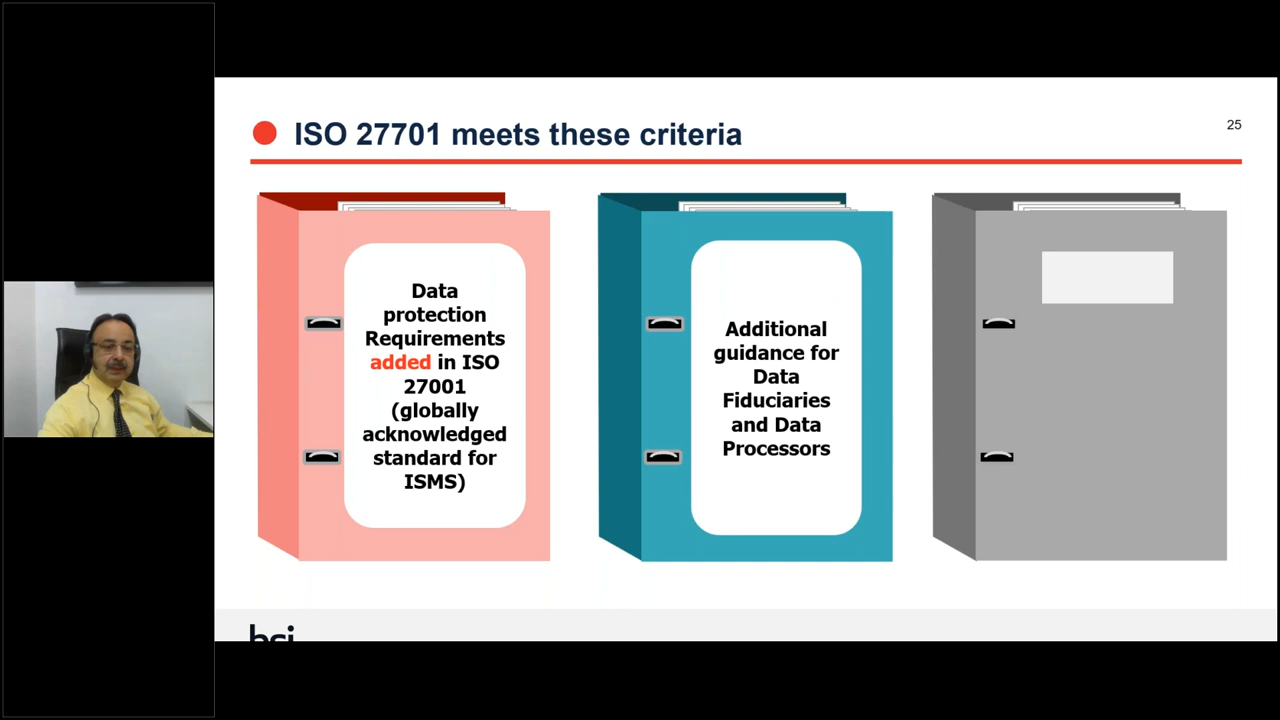 ISO 27701 meets these criteria
25
Data
protection
Requirements
added in ISO
27001
(globally
acknowledged
standard for
ISMS)
Additional
guidance for
Data
Fiduciaries
and Data
Processors
bsi